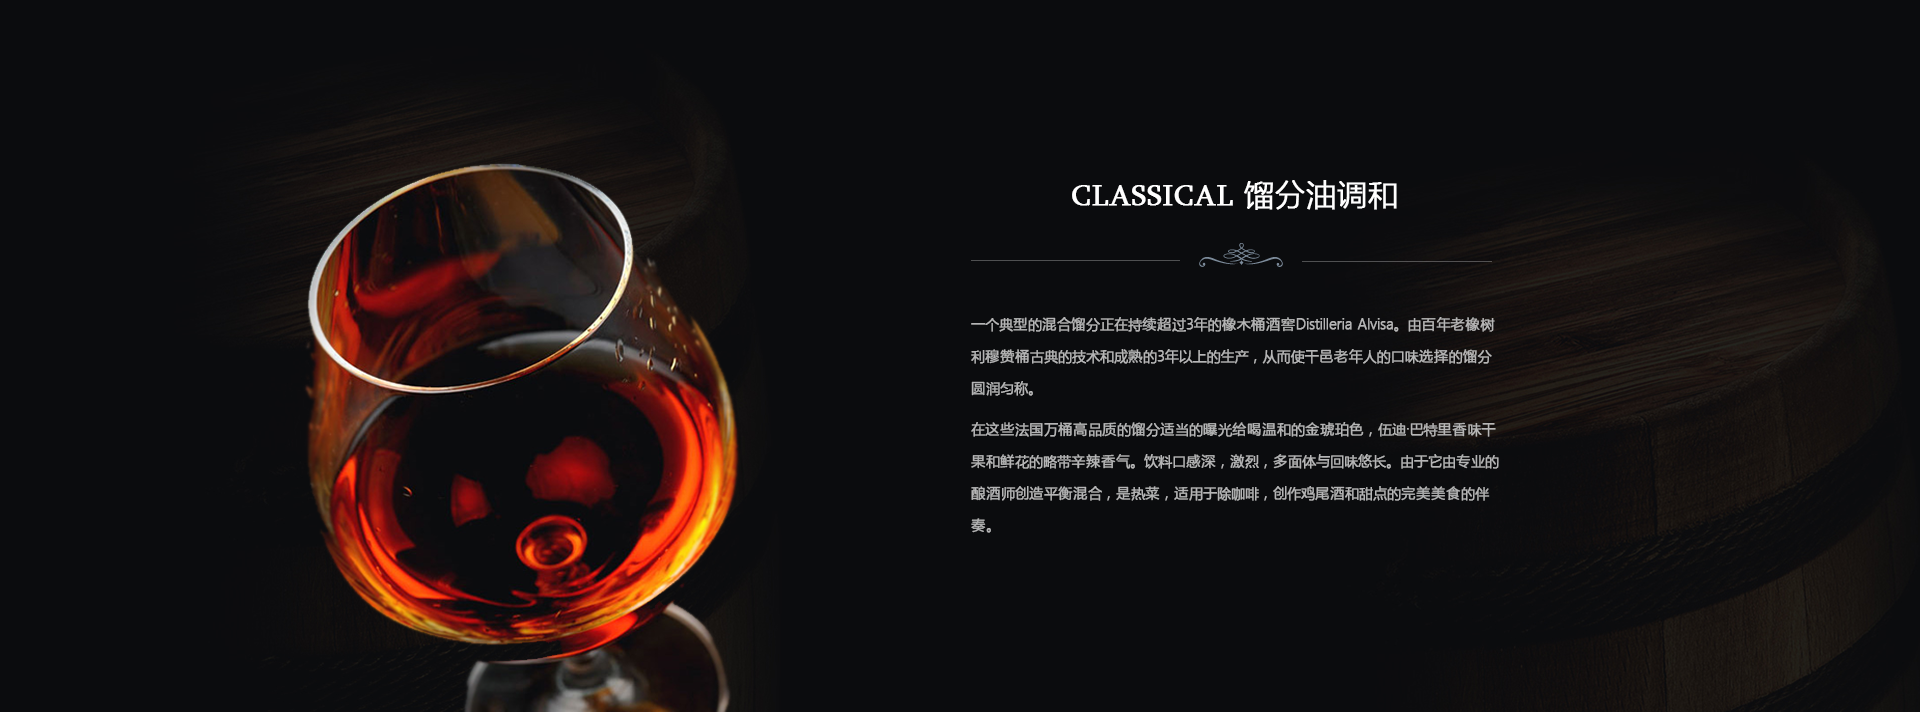 CLASSICAL 馏分油调和
一个典型的混合馏分正在持续超过3年的橡木桶酒窖Distilleria Alvisa。由百年老橡树
利穆赞桶古典的技术和成熟的3年以上的生产，从而使干邑老年人的口味选择的馏分
圆润匀称。
在这些法国万桶高品质的馏分适当的曝光给喝温和的金琥珀色，伍迪·巴特里香味干
果和鲜花的略带辛辣香气。饮料口感深，激烈，多面体与回味悠长。由于它由专业的
酿酒师创造平衡混合，是热菜，适用于除咖啡，创作鸡尾酒和甜点的完美美食的伴
奏。